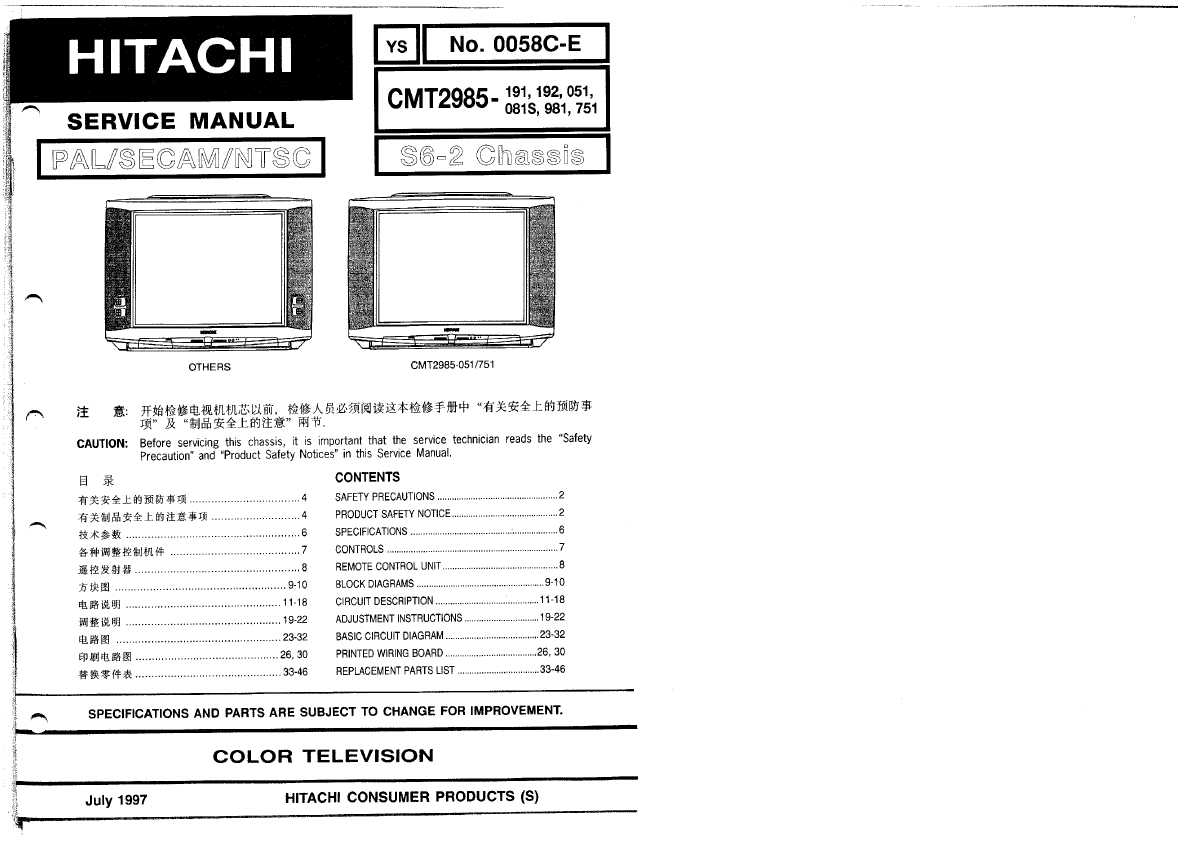 HITACHI
SERVICE MANUAL
PAL/SECAM/NTSC
YS
No. 0058C-E
CMT2985- 191, 192, 051,
081S, 981, 751
S6-2 Chassis
OTHERS
CMT2985-051/751
注 意: 开始检修电视机机芯以前, 检修人员必须阅读这本检修手册中 “有关安全上的预防事
项” 及 “制品安全上的注意” 兩节.
CAUTION: Before servicing this chassis, it is important that the service technician reads the “Safety
Precaution” and “Product Safety Notices” in this Service Manual.
目 录
有关安全上的预防事项 ................................... 4
有关制品安全上的注意事项 ............................ 4
技术参数 ....................................................... 6
各种调整控制机件 ......................................... 7
遥控发射器 .................................................... 8
方块图 ....................................................... 9-10
电路说明 .................................................. 11-18
调整说明 .................................................. 19-22
电路图 ..................................................... 23-32
印刷电路图 .............................................. 26, 30
替换零件表 ............................................... 33-46
CONTENTS
SAFETY PRECAUTIONS ................................................. 2
PRODUCT SAFETY NOTICE........................................... 2
SPECIFICATIONS ............................................................ 6
CONTROLS ..................................................................... 7
REMOTE CONTROL UNIT ............................................... 8
BLOCK DIAGRAMS .................................................... 9-10
CIRCUIT DESCRIPTION .......................................... 11-18
ADJUSTMENT INSTRUCTIONS .............................. 19-22
BASIC CIRCUIT DIAGRAM ...................................... 23-32
PRINTED WIRING BOARD ..................................... 26, 30
REPLACEMENT PARTS LIST .................................. 33-46
SPECIFICATIONS AND PARTS ARE SUBJECT TO CHANGE FOR IMPROVEMENT.
COLOR TELEVISION
July 1997
HITACHI CONSUMER PRODUCTS (S)